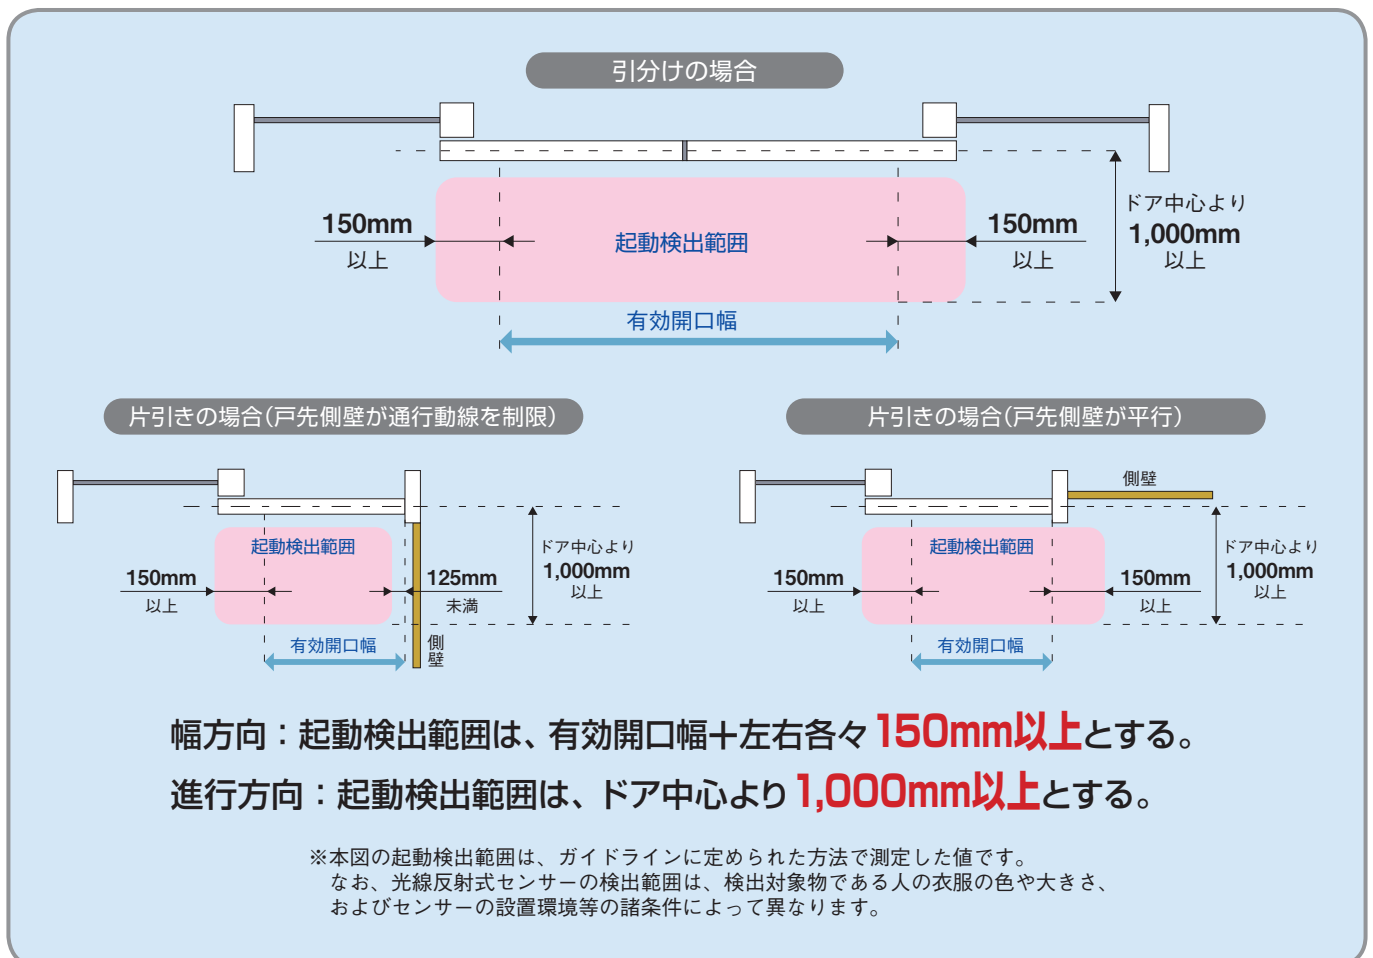 引分けの場合
150mm
以上
起動検出範囲
150mm
以上
ドア中心より
1,000mm
以上
有効開口幅
片引きの場合(戸先側壁が通行動線を制限)
起動検出範囲
150mm
以上
125mm
未満
ドア中心より
1,000mm
以上
有効開口幅
側壁
片引きの場合(戸先側壁が平行)
側壁
起動検出範囲
150mm
以上
150mm
以上
ドア中心より
1,000mm
以上
有効開口幅
幅方向：起動検出範囲は、有効開口幅＋左右各々150mm以上とする。
進行方向：起動検出範囲は、ドア中心より1,000mm以上とする。
※本図の起動検出範囲は、ガイドラインに定められた方法で測定した値です。
なお、光線反射式センサーの検出範囲は、検出対象物である人の衣服の色や大きさ、
およびセンサーの設置環境等の諸条件によって異なります。